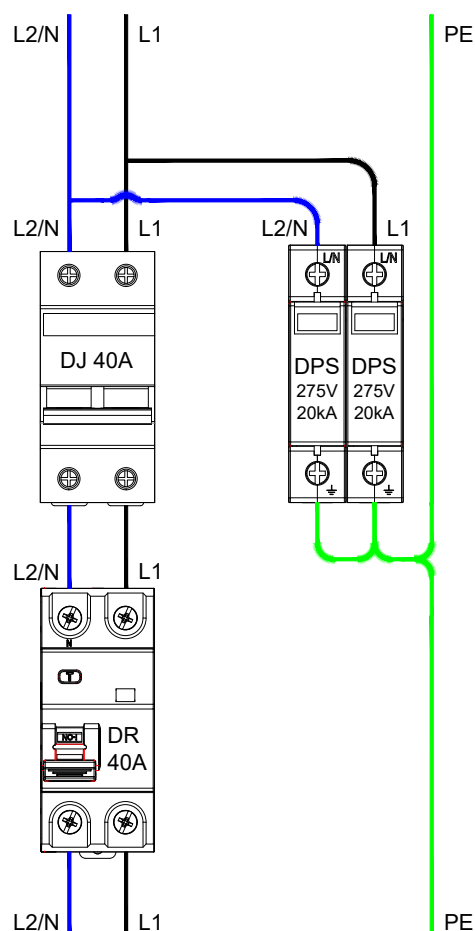 L2/N L1 PE
L2/N L1 L2/N L1
L/N L/N
DJ 40A
DPS DPS
275V 275V
20kA 20kA
L2/N L1
N
T
DR
40A
L2/N L1 PE